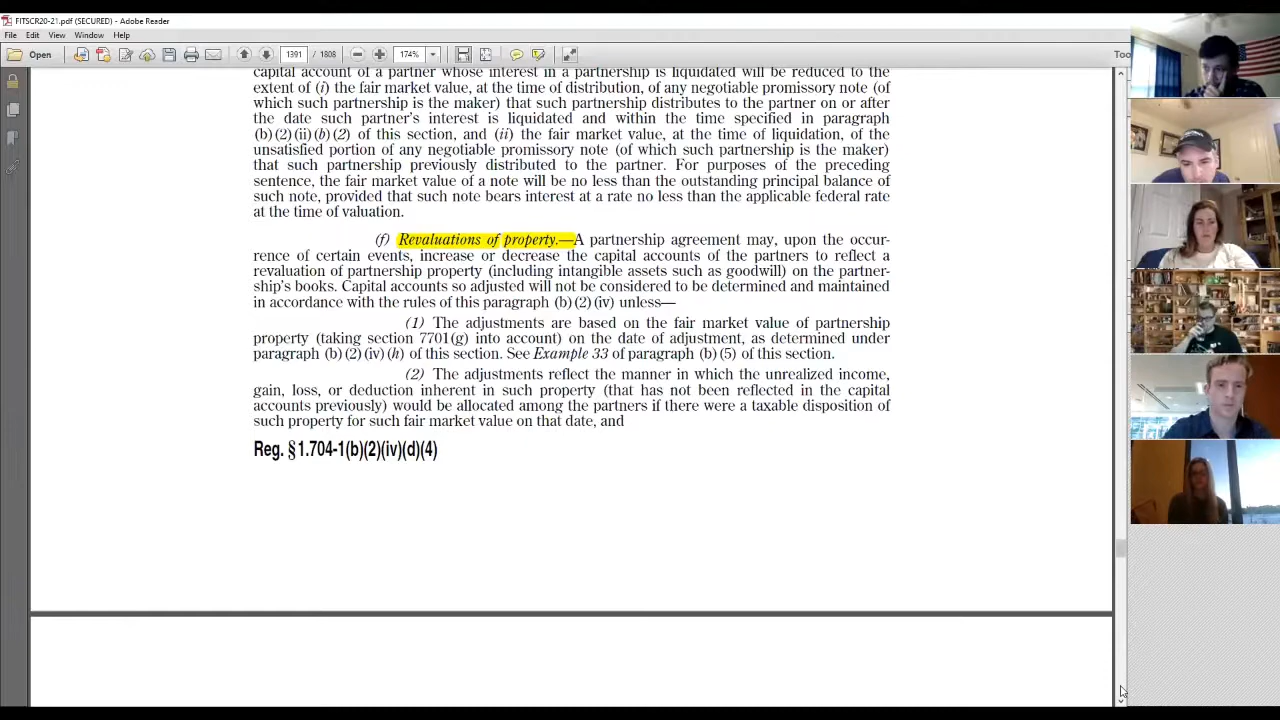 FITSCR20-21.pdf (SECURED) - Adobe Reader
File Edit View Window Help
Open 1391 / 1808 174% Too
capital account of a partner whose interest in a partnership is liquidated will be reduced to the
extent of (i) the fair market value, at the time of distribution, of any negotiable promissory note (of
which such partnership is the maker) that such partnership distributes to the partner on or after
the date such partner's interest is liquidated and within the time specified in paragraph
(b)(2)(ii)(b)(2) of this section, and (ii) the fair market value, at the time of liquidation, of the
unsatisfied portion of any negotiable promissory note (of which such partnership is the maker)
that such partnership previously distributed to the partner. For purposes of the preceding
sentence, the fair market value of a note will be no less than the outstanding principal balance of
such note, provided that such note bears interest at a rate no less than the applicable federal rate
at the time of valuation.
(f) Revaluations of property.—A partnership agreement may, upon the occur-
rence of certain events, increase or decrease the capital accounts of the partners to reflect a
revaluation of partnership property (including intangible assets such as goodwill) on the partner-
ship's books. Capital accounts so adjusted will not be considered to be determined and maintained
in accordance with the rules of this paragraph (b)(2)(iv) unless—
(1) The adjustments are based on the fair market value of partnership
property (taking section 7701(g) into account) on the date of adjustment, as determined under
paragraph (b)(2)(iv)(h) of this section. See Example 33 of paragraph (b)(5) of this section.
(2) The adjustments reflect the manner in which the unrealized income,
gain, loss, or deduction inherent in such property (that has not been reflected in the capital
accounts previously) would be allocated among the partners if there were a taxable disposition of
such property for such fair market value on that date, and
Reg. §1.704-1(b)(2)(iv)(d)(4)